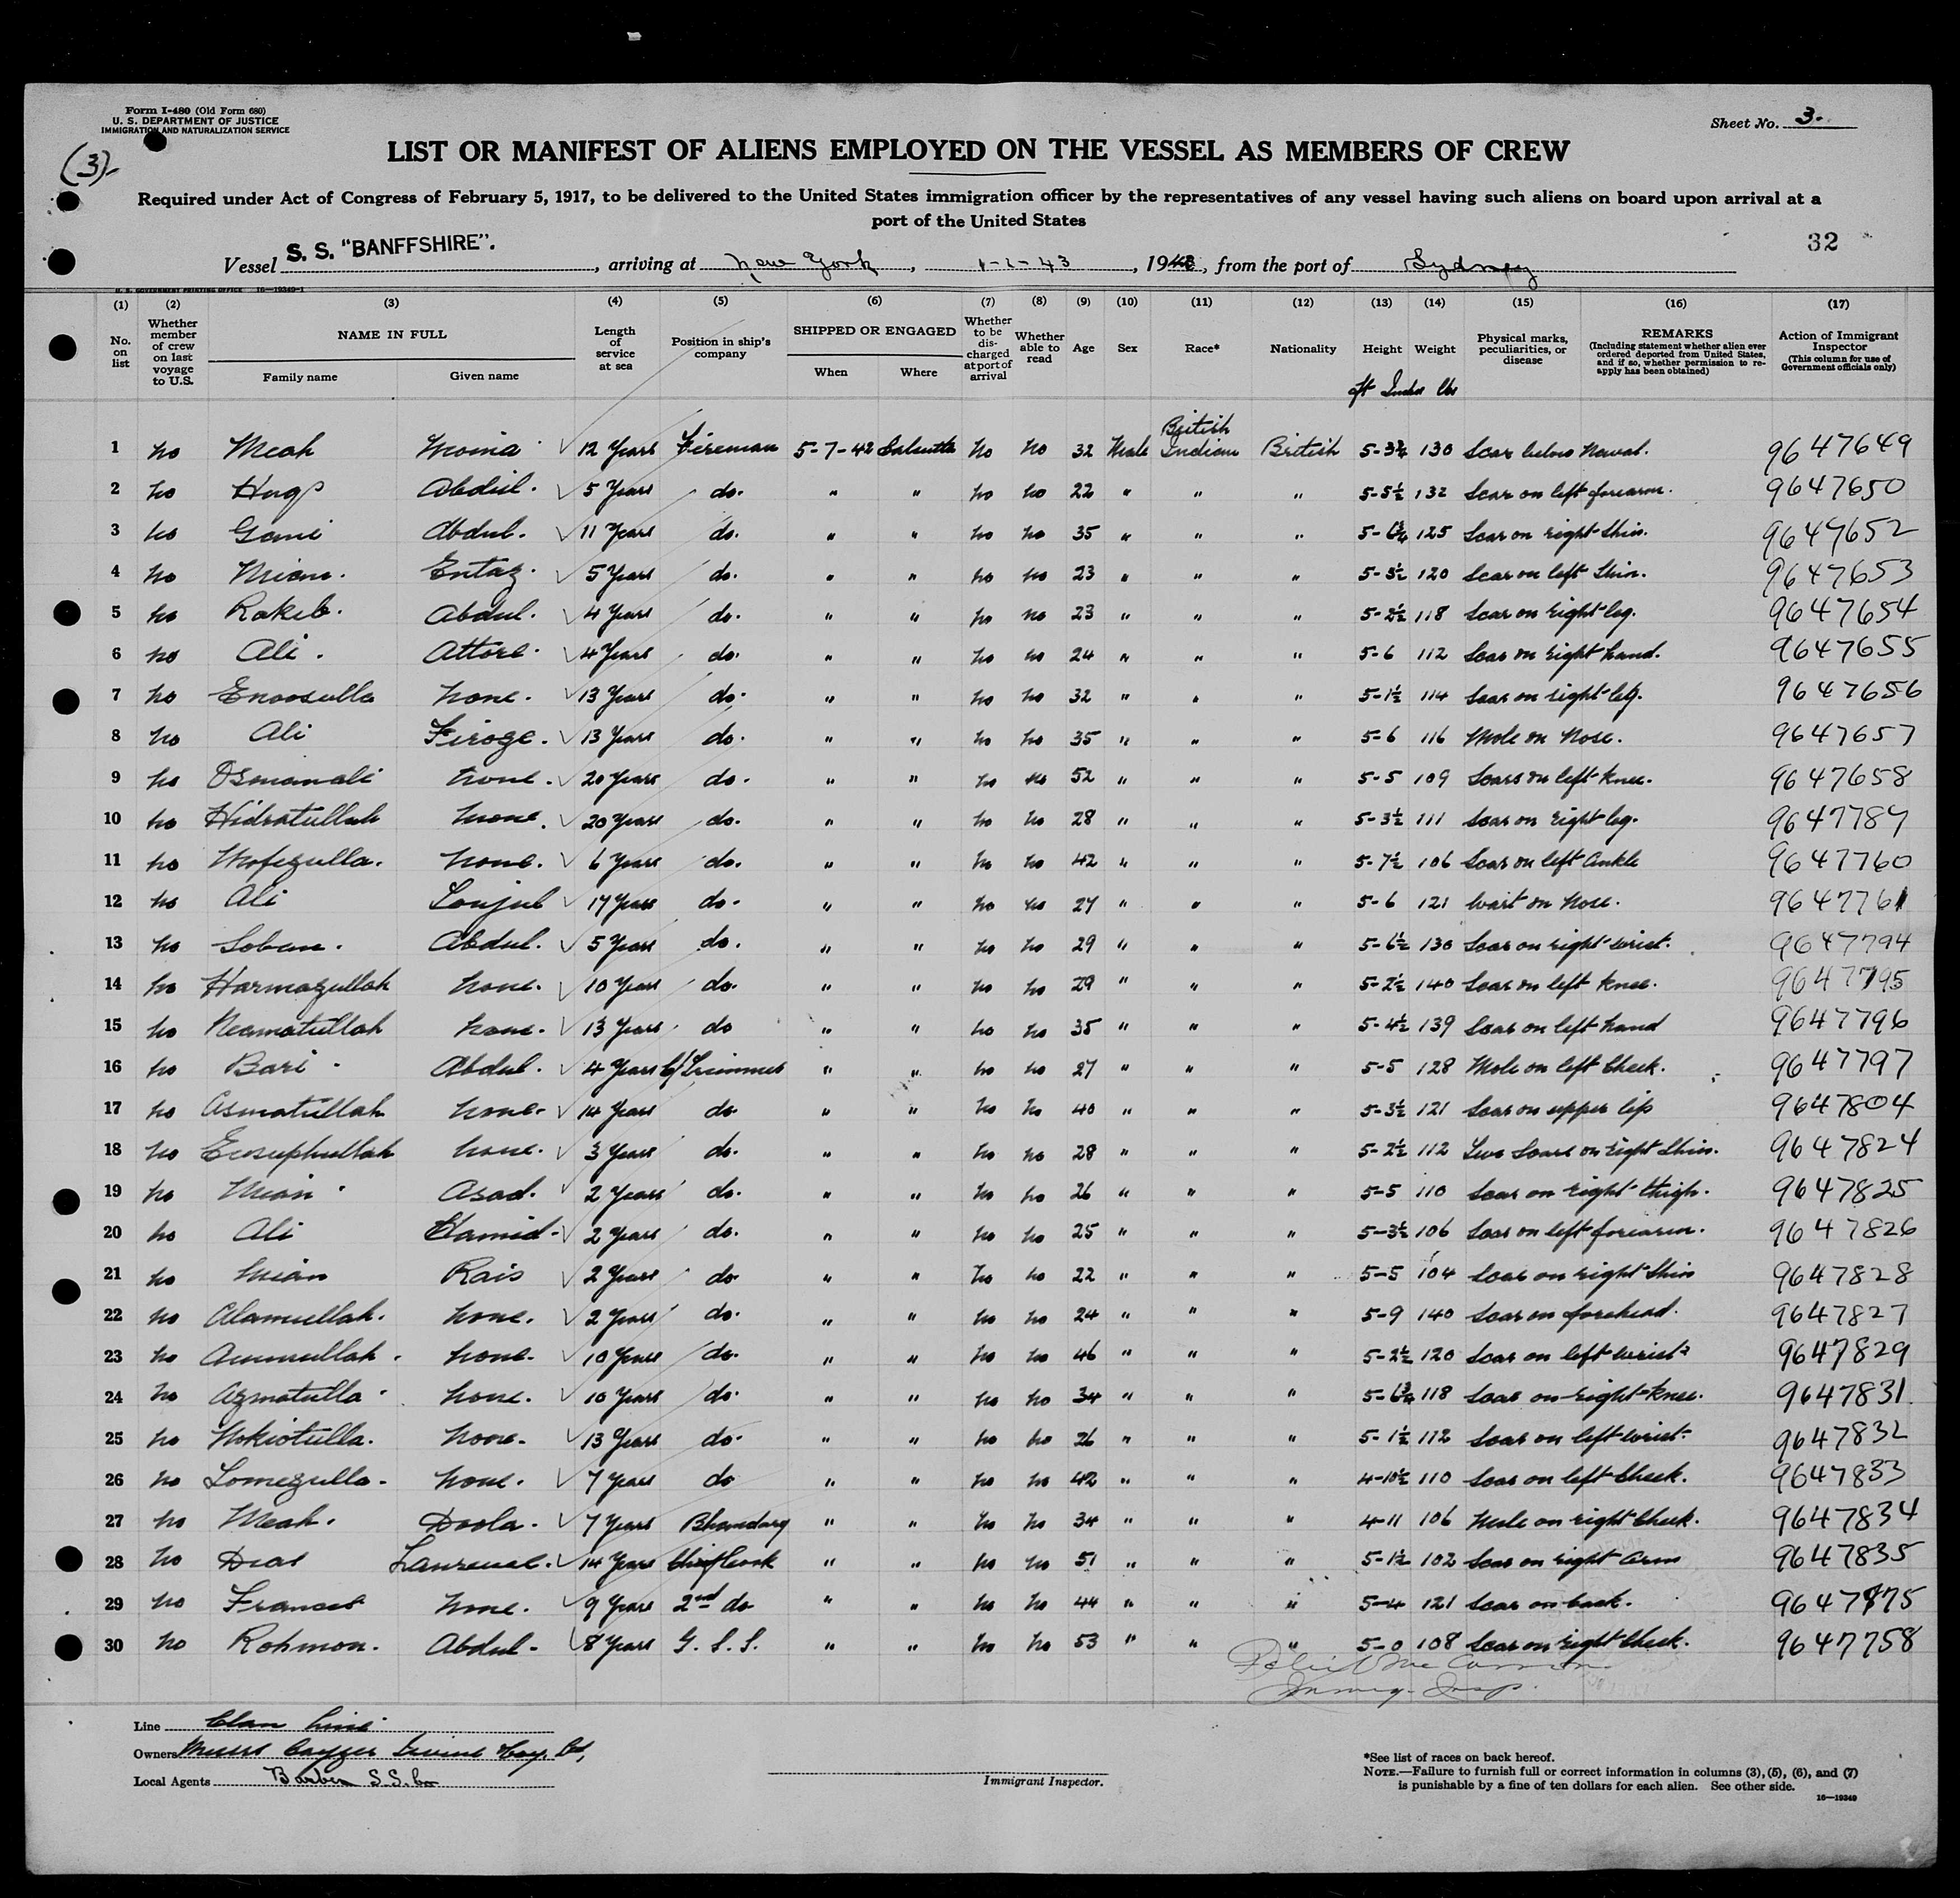 Form I-480 (Old Form 680)
U. S. DEPARTMENT OF JUSTICE
IMMIGRATION AND NATURALIZATION SERVICE
Sheet No. 3.
(3)
LIST OR MANIFEST OF ALIENS EMPLOYED ON THE VESSEL AS MEMBERS OF CREW
Required under Act of Congress of February 5, 1917, to be delivered to the United States immigration officer by the representatives of any vessel having such aliens on board upon arrival at a
port of the United States
32
Vessel S. S. "BANFFSHIRE". , arriving at New York , 1-2-43 , 1943, from the port of Sydney
U. S. GOVERNMENT PRINTING OFFICE 16—19349-1
(1) (2) (3) (4) (5) (6) (7) (8) (9) (10) (11) (12) (13) (14) (15) (16) (17)
No. on list
Whether member of crew on last voyage to U.S.
NAME IN FULL
Family name Given name
Length of service at sea
Position in ship's company
SHIPPED OR ENGAGED
When Where
Whether to be discharged at port of arrival
Whether able to read
Age
Sex
Race*
Nationality
Height
Weight
Physical marks, peculiarities, or disease
REMARKS
(Including statement whether alien ever ordered deported from United States, and if so, whether permission to re-apply has been obtained)
Action of Immigrant Inspector
(This column for use of Government officials only)
ft Inches lbs
1 No Meah Moina 12 Years Fireman 5-7-42 Calcutta No No 32 Male British Indian British 5-3¾ 130 Scar below Naval. 9647649
2 No Huq Abdul. 5 Years do. " " No No 22 " " " 5-5½ 132 Scar on left forearm. 9647650
3 No Gani Abdul. 11 Years do. " " No No 35 " " " 5-6¾ 125 Scar on right Shin. 9647652
4 No Mian. Entaz. 5 Years do. " " No No 23 " " " 5-3½ 120 Scar on left Shin. 9647653
5 No Rakib. Abdul. 4 Years do. " " No No 23 " " " 5-2½ 118 Scar on right leg. 9647654
6 No Ali. Attore. 4 Years do. " " No No 24 " " " 5-6 112 Scar on right hand. 9647655
7 No Enoosulla None. 13 Years do. " " No No 32 " " " 5-1½ 114 Scar on right leg. 9647656
8 No Ali Firoze. 13 Years do. " " No No 35 " " " 5-6 116 Mole on Nose. 9647657
9 No Osmanali None. 20 Years do. " " No No 52 " " " 5-5 109 Scars on left Knee. 9647658
10 No Hidratullah None. 20 Years do. " " No No 28 " " " 5-3½ 111 Scar on right leg. 9647787
11 No Mofezulla. None. 6 Years do. " " No No 42 " " " 5-7½ 106 Scar on left Ankle 9647760
12 No Ali Tonjub 17 Years do. " " No No 27 " " " 5-6 121 Wart on Nose. 9647761
13 No Soban. Abdul. 5 Years do. " " No No 29 " " " 5-6½ 130 Scar on right wrist. 9647794
14 No Harmozullah None. 10 Years do. " " No No 29 " " " 5-2½ 140 Scar on left Knee. 9647795
15 No Neamatullah None. 13 Years do " " No No 35 " " " 5-4½ 139 Scar on left hand 9647796
16 No Bari Abdul. 4 Years C/Trimmer " " No No 27 " " " 5-5 128 Mole on left Cheek. 9647797
17 No Asmatullah None. 14 Years do. " " No No 40 " " " 5-3½ 121 Scar on upper lip 9647804
18 No Eusuphullah None. 3 Years do. " " No No 28 " " " 5-2½ 112 Two Scars on right Shin. 9647824
19 No Mian Asad. 2 Years do. " " No No 26 " " " 5-5 110 Scar on right thigh. 9647825
20 No Ali Hamid. 2 Years do. " " No No 25 " " " 5-3½ 106 Scar on left forearm. 9647826
21 No Mian Rais 2 Years do. " " No No 22 " " " 5-5 104 Scar on right Shin 9647828
22 No Alamullah. None. 2 Years do. " " No No 24 " " " 5-9 140 Scar on forehead. 9647827
23 No None. 10 Years do. " " No No 46 " " " 5-2½ 120 Scar on left wrist. 9647829
24 No Azmatulla None. 10 Years do. " " No No 34 " " " 5-6¾ 118 Scar on right Knee. 9647831
25 No Mokiotulla. None. 13 Years do. " " No No 26 " " " 5-1½ 112 Scar on left wrist. 9647832
26 No Tomezulla. None. 7 Years do " " No No 42 " " " 4-10½ 110 Scar on left Cheek. 9647833
27 No Meah. Doola. 7 Years Bhandary " " No No 34 " " " 4-11 106 Mole on right Cheek. 9647834
28 No Dias Laurence. 14 Years Chief Cook " " No No 51 " " " 5-1½ 102 Scar on right Arm 9647835
29 No Frances None. 9 Years 2nd do " " No No 44 " " " 5-4 121 Scar on back. 9647775
30 No Rohmon. Abdul. 8 Years G. S. S. " " No No 53 " " " 5-0 108 Scar on right Cheek. 9647758
Immig. Insp.
Line Clan Line
Owners Messrs Cayzer Irvine Coy. Ltd,
Local Agents Barber S.S. Co
Immigrant Inspector.
*See list of races on back hereof.
NOTE.—Failure to furnish full or correct information in columns (3), (5), (6), and (7)
is punishable by a fine of ten dollars for each alien. See other side.
16—19349